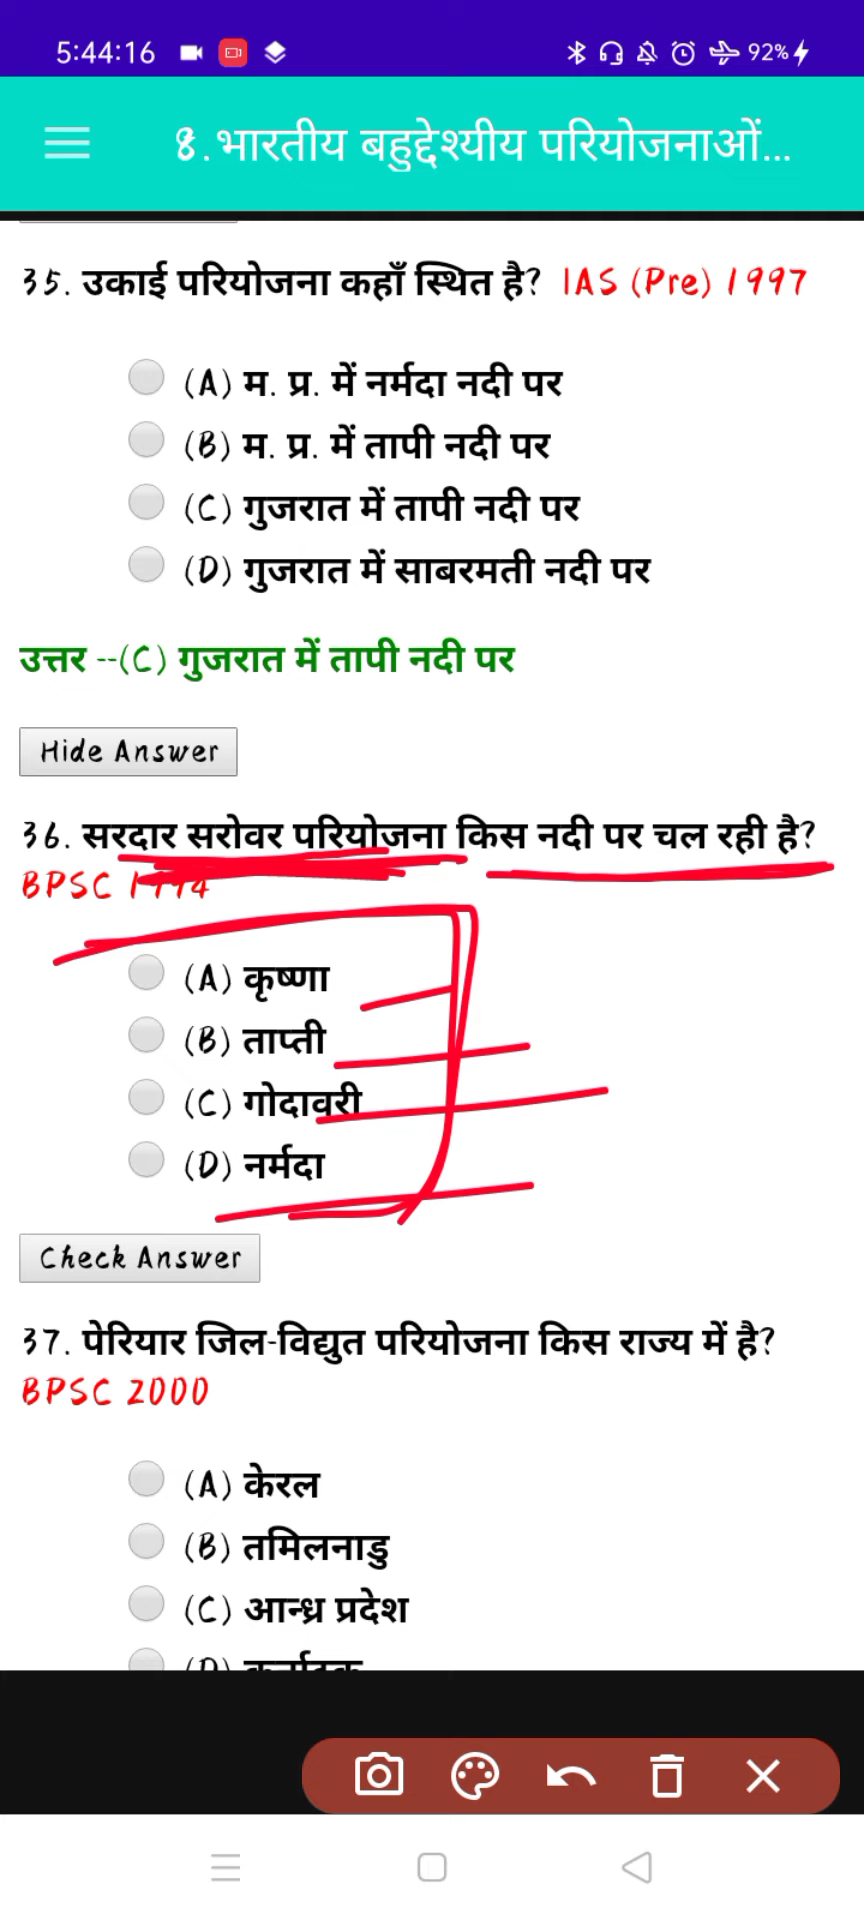 5:44:16 92%
8.भारतीय बहुद्देश्यीय परियोजनाओं...
35. उकाई परियोजना कहाँ स्थित है? IAS (Pre) 1997
(A) म. प्र. में नर्मदा नदी पर
(B) म. प्र. में तापी नदी पर
(C) गुजरात में तापी नदी पर
(D) गुजरात में साबरमती नदी पर
उत्तर --(C) गुजरात में तापी नदी पर
Hide Answer
36. सरदार सरोवर परियोजना किस नदी पर चल रही है?
BPSC 1994
(A) कृष्णा
(B) ताप्ती
(C) गोदावरी
(D) नर्मदा
Check Answer
37. पेरियार जिल-विद्युत परियोजना किस राज्य में है?
BPSC 2000
(A) केरल
(B) तमिलनाडु
(C) आन्ध्र प्रदेश
(D)